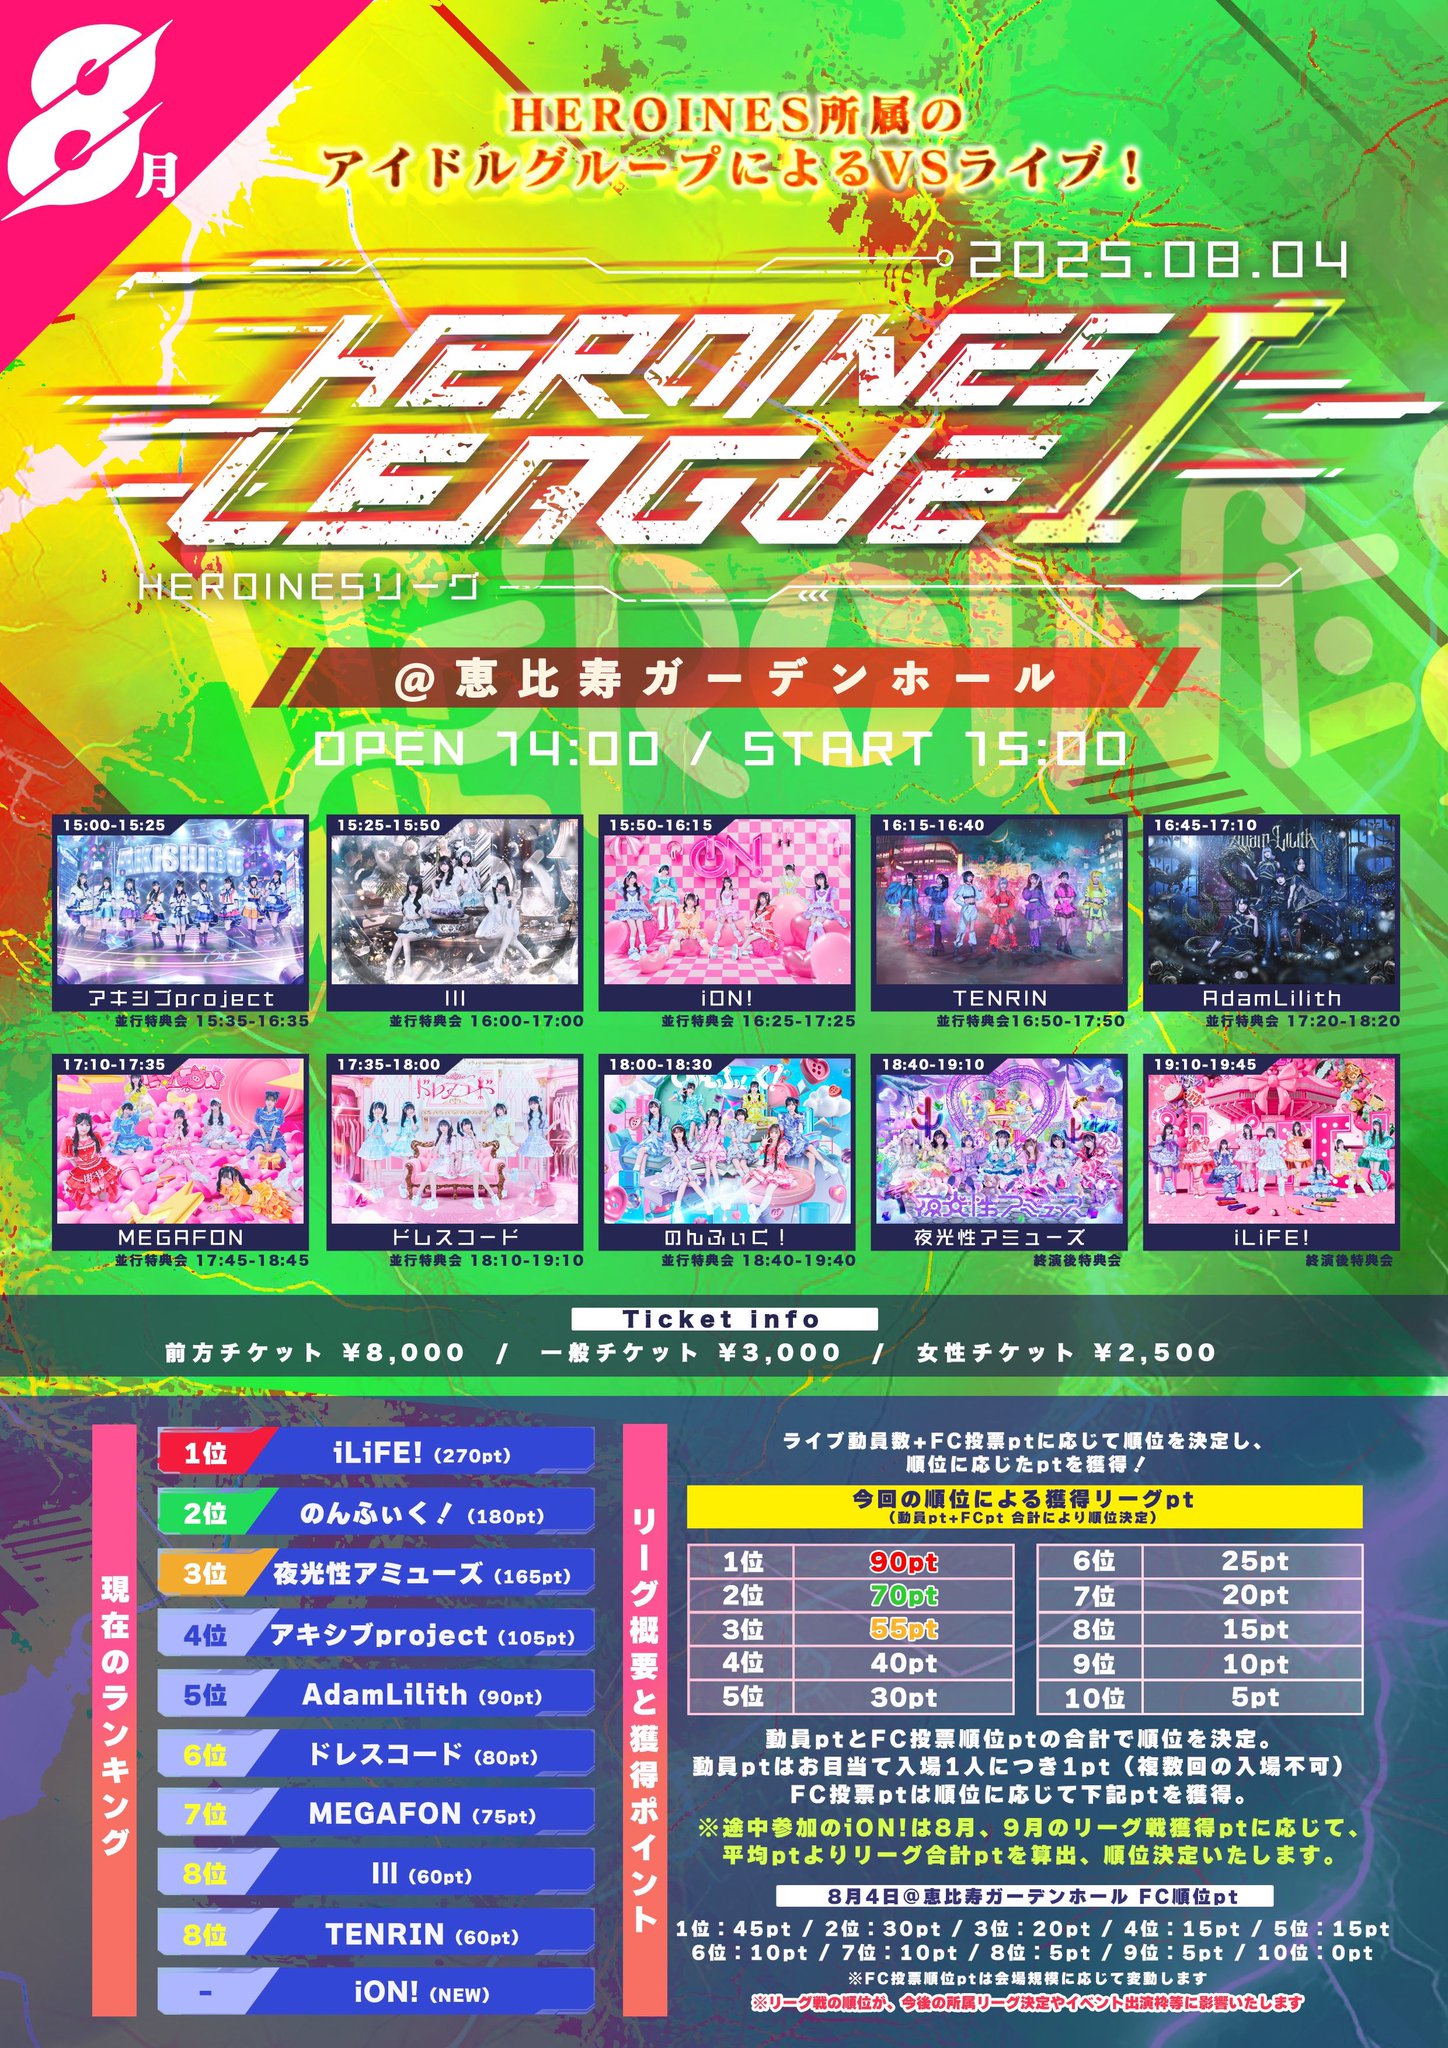 8月
HEROINES所属の
アイドルグループによるVSライブ！
2025.08.04
HEROINES
LEAGUE I
HEROINESリーグ
@恵比寿ガーデンホール
OPEN 14:00 / START 15:00
15:00-15:25
AKISHIBU
アキシブproject
並行特典会 15:35-16:35
15:25-15:50
III
並行特典会 16:00-17:00
15:50-16:15
iON!
iON!
並行特典会 16:25-17:25
16:15-16:40
TENRIN
並行特典会16:50-17:50
16:45-17:10
Adam Lilith
AdamLilith
並行特典会 17:20-18:20
17:10-17:35
MEGAFON
並行特典会 17:45-18:45
17:35-18:00
ドレスコード
ドレスコード
並行特典会 18:10-19:10
18:00-18:30
のんふぃく！
並行特典会 18:40-19:40
18:40-19:10
夜光性アミューズ
夜光性アミューズ
終演後特典会
19:10-19:45
iLiFE!
終演後特典会
Ticket info
前方チケット ¥8,000 / 一般チケット ¥3,000 / 女性チケット ¥2,500
現在のランキング
1位 iLiFE! (270pt)
2位 のんふぃく！ (180pt)
3位 夜光性アミューズ (165pt)
4位 アキシブproject (105pt)
5位 AdamLilith (90pt)
6位 ドレスコード (80pt)
7位 MEGAFON (75pt)
8位 III (60pt)
8位 TENRIN (60pt)
- iON! (NEW)
リーグ概要と獲得ポイント
ライブ動員数+FC投票ptに応じて順位を決定し、
順位に応じたptを獲得！
今回の順位による獲得リーグpt
(動員pt+FCpt 合計により順位決定)
1位 90pt
2位 70pt
3位 55pt
4位 40pt
5位 30pt
6位 25pt
7位 20pt
8位 15pt
9位 10pt
10位 5pt
動員ptとFC投票順位ptの合計で順位を決定。
動員ptはお目当て入場1人につき1pt（複数回の入場不可）
FC投票ptは順位に応じて下記ptを獲得。
※途中参加のiON!は8月、9月のリーグ戦獲得ptに応じて、
平均ptよりリーグ合計ptを算出、順位決定いたします。
8月4日@恵比寿ガーデンホール FC順位pt
1位：45pt / 2位：30pt / 3位：20pt / 4位：15pt / 5位：15pt
6位：10pt / 7位：10pt / 8位：5pt / 9位：5pt / 10位：0pt
※FC投票順位ptは会場規模に応じて変動します
※リーグ戦の順位が、今後の所属リーグ決定やイベント出演枠等に影響いたします